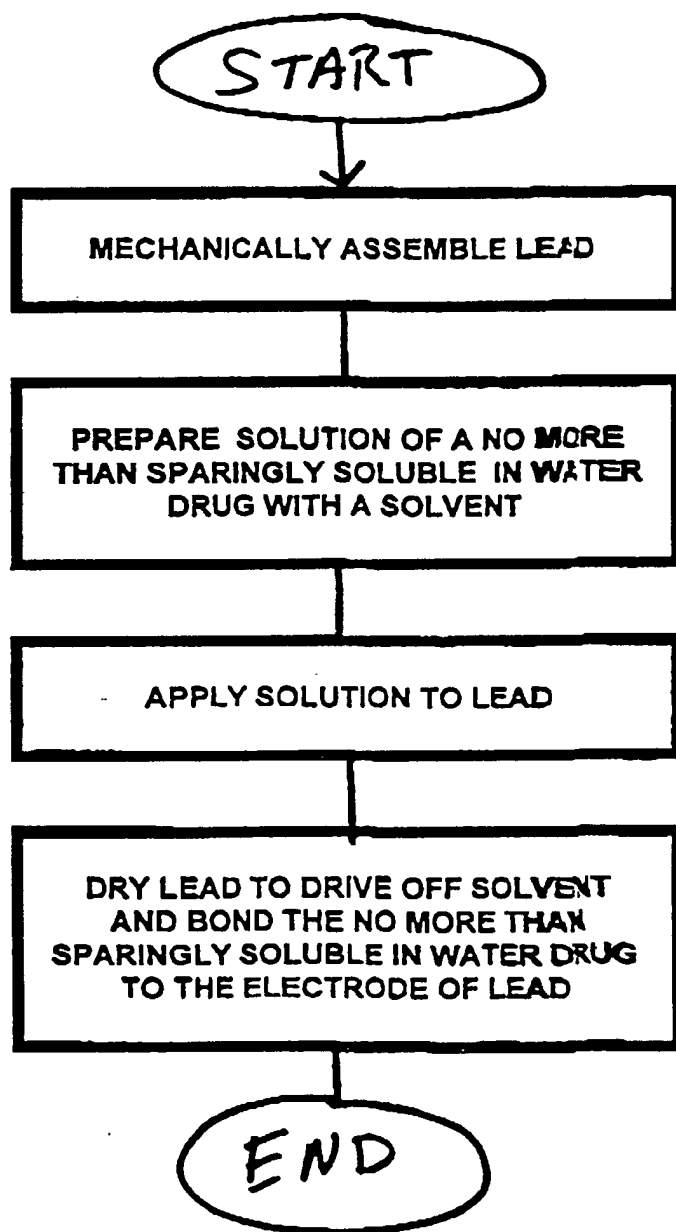 START
MECHANICALLY ASSEMBLE LEAD
PREPARE SOLUTION OF A NO MORE
THAN SPARINGLY SOLUBLE IN WATER
DRUG WITH A SOLVENT
APPLY SOLUTION TO LEAD
DRY LEAD TO DRIVE OFF SOLVENT
AND BOND THE NO MORE THAN
SPARINGLY SOLUBLE IN WATER DRUG
TO THE ELECTRODE OF LEAD
END